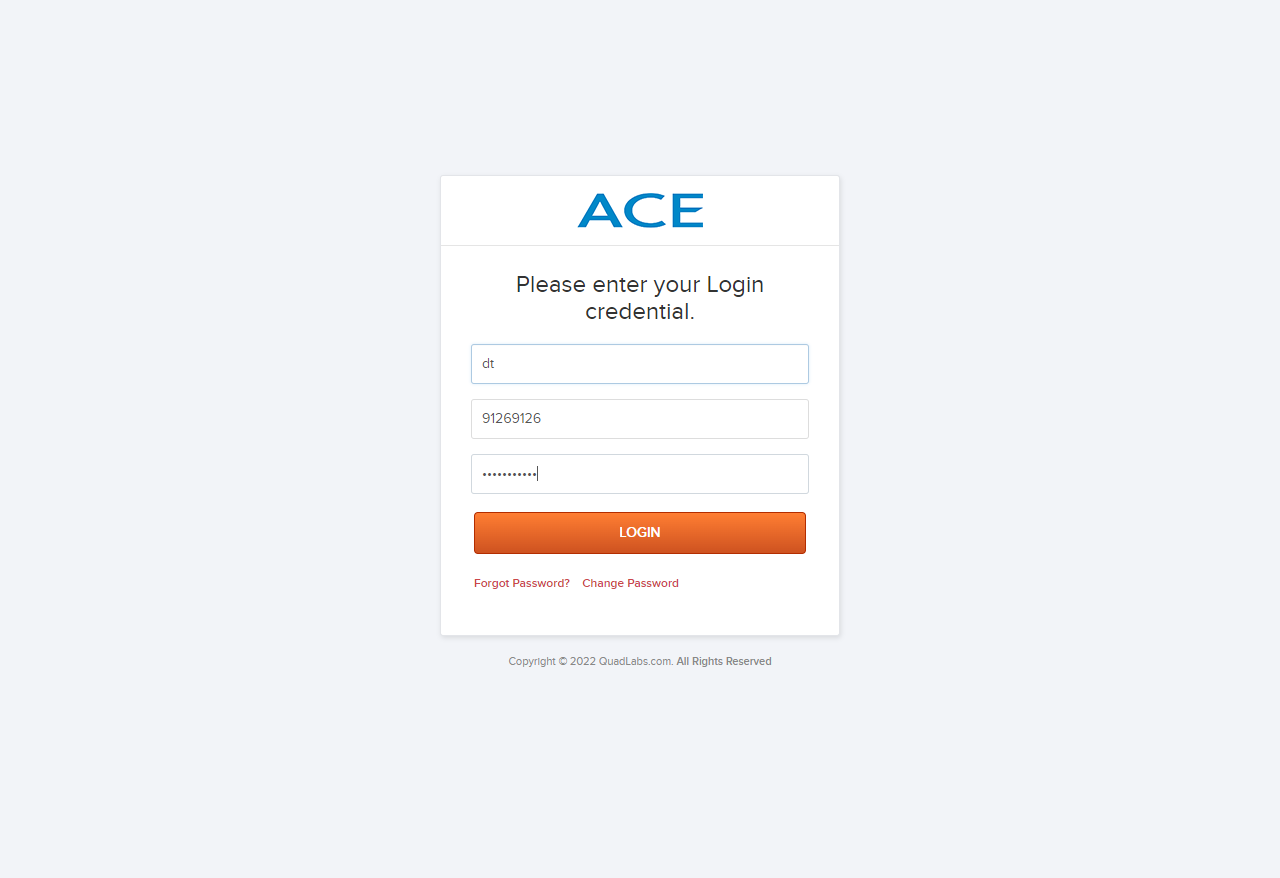 ACE
Please enter your Login
credential.
dt
91269126
•••••••••••
LOGIN
Forgot Password? Change Password
Copyright © 2022 QuadLabs.com. All Rights Reserved